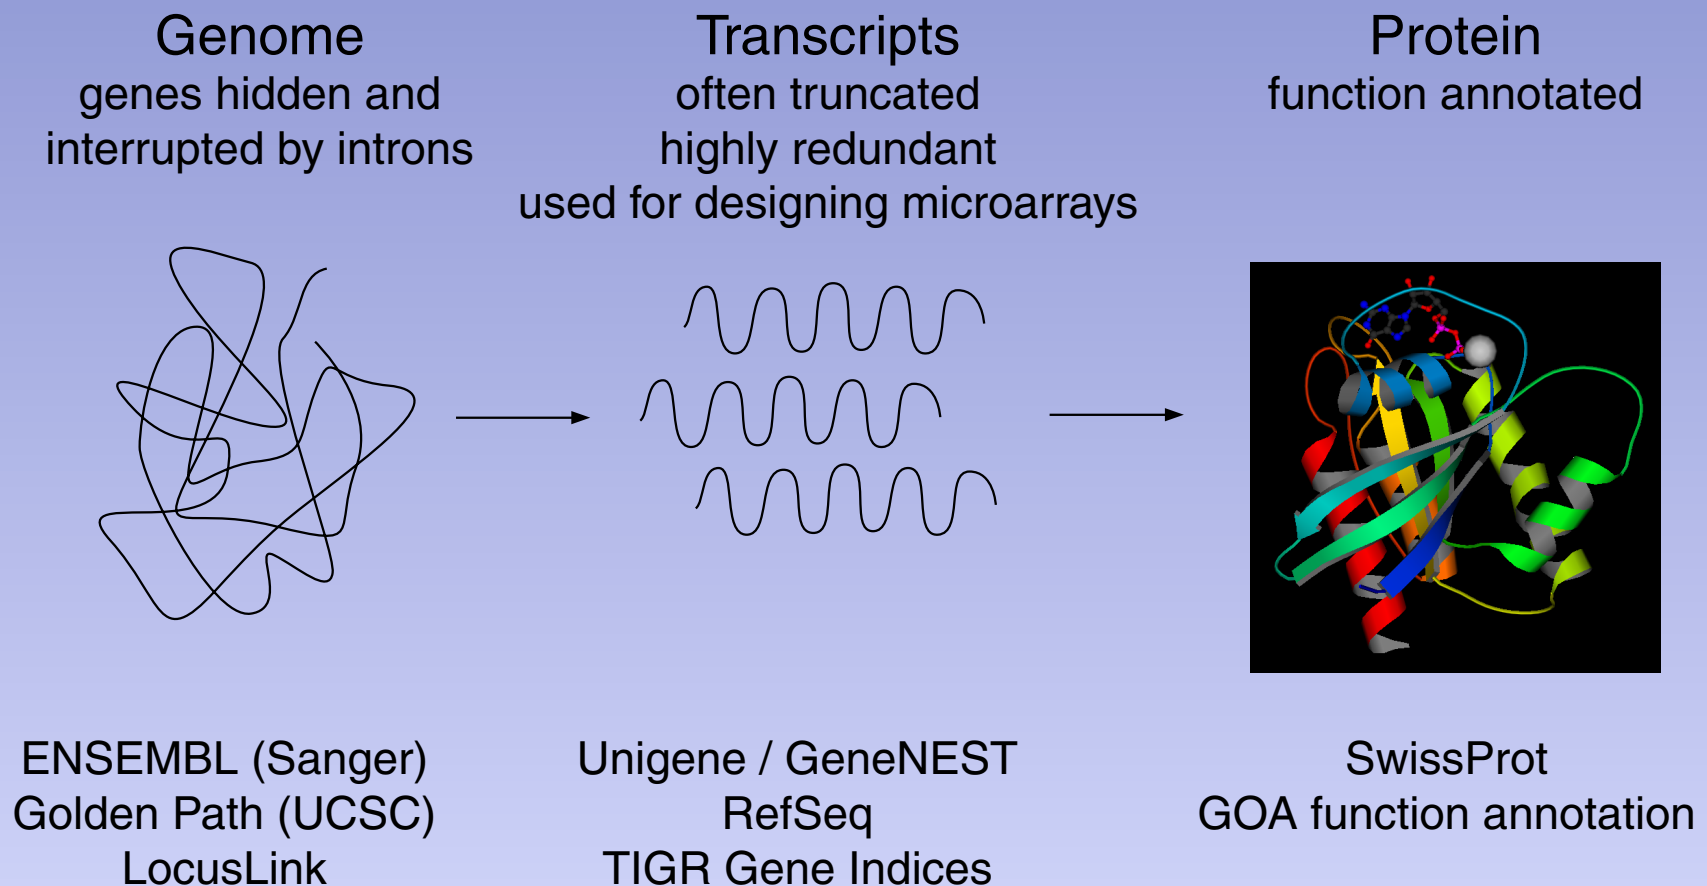 Genome
genes hidden and
interrupted by introns
Transcripts
often truncated
highly redundant
used for designing microarrays
Protein
function annotated
ENSEMBL (Sanger)
Golden Path (UCSC)
LocusLink
Unigene / GeneNEST
RefSeq
TIGR Gene Indices
SwissProt
GOA function annotation